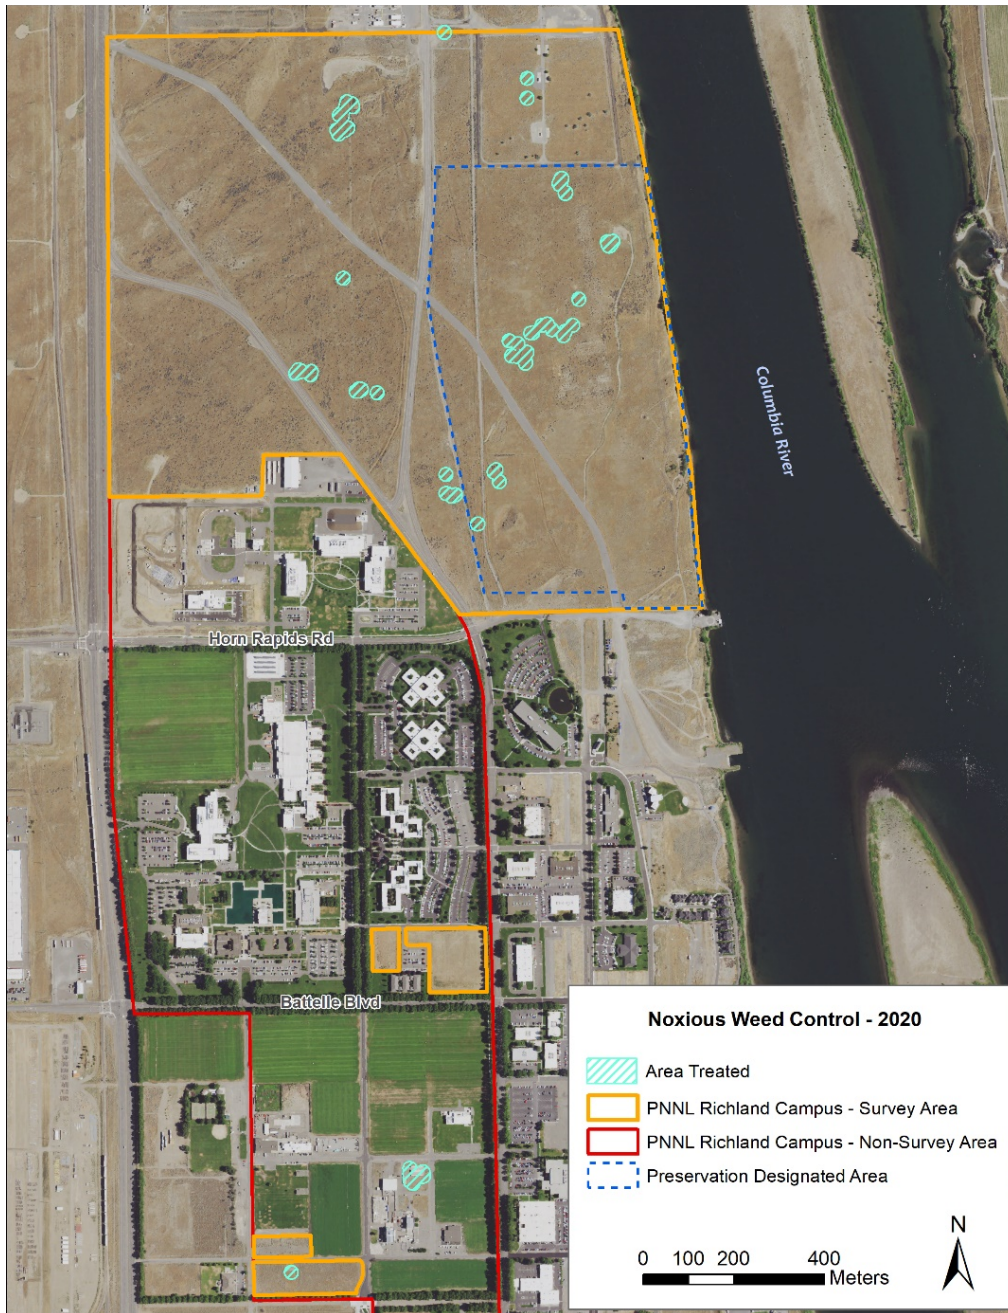 Columbia River
Horn Rapids Rd
Battelle Blvd
Noxious Weed Control - 2020
Area Treated
PNNL Richland Campus - Survey Area
PNNL Richland Campus - Non-Survey Area
Preservation Designated Area
N
0 100 200 400
Meters